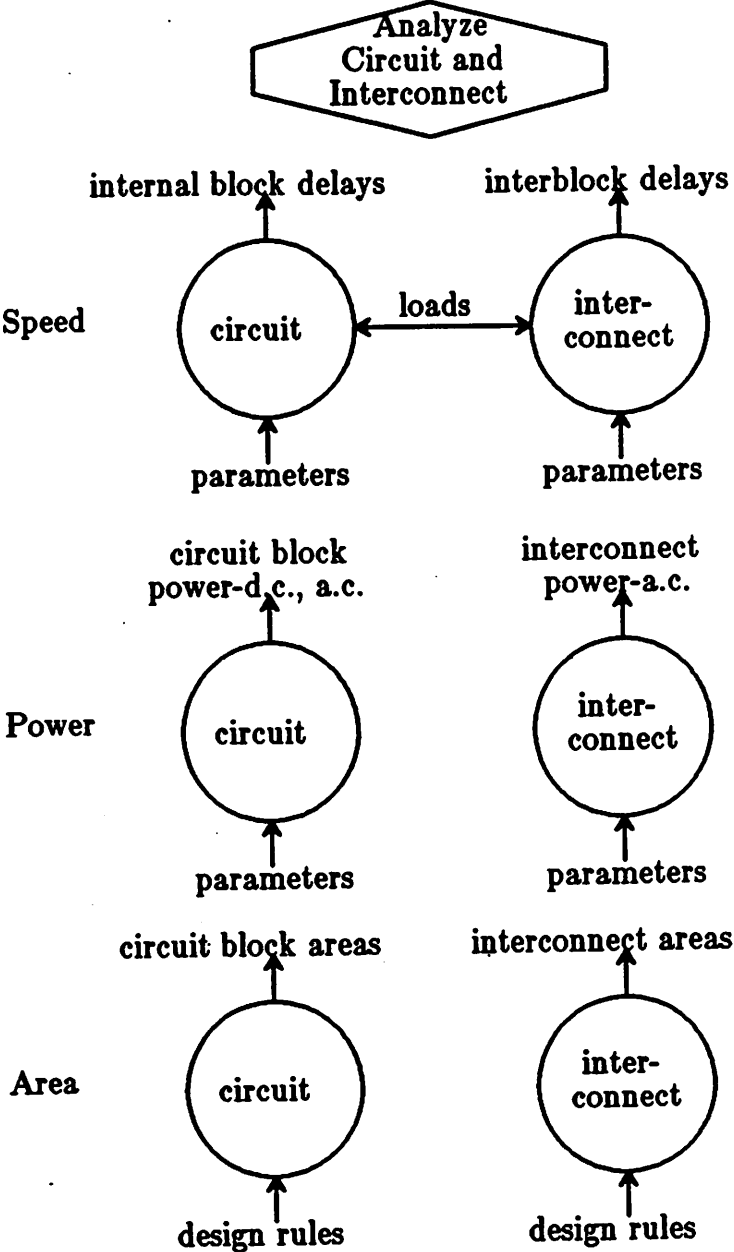 Analyze
Circuit and
Interconnect
internal block delays
interblock delays
Speed
circuit
loads
inter-
connect
parameters
parameters
circuit block
power-d.c., a.c.
interconnect
power-a.c.
Power
circuit
inter-
connect
parameters
parameters
circuit block areas
interconnect areas
Area
circuit
inter-
connect
design rules
design rules